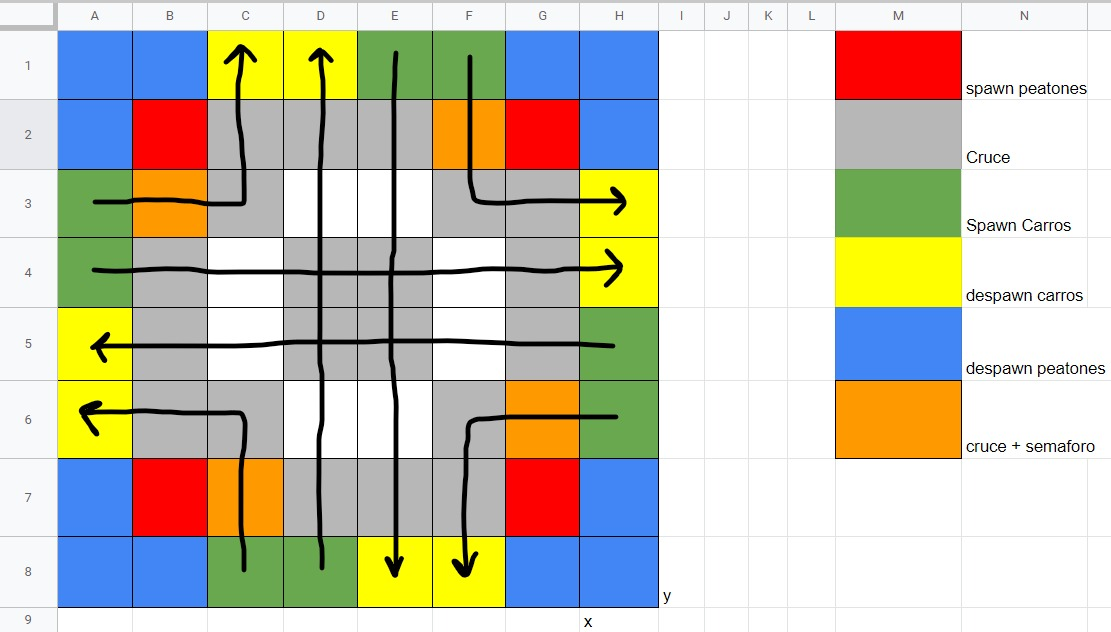 A B C D E F G H I J K L M N
1
spawn peatones
2
Cruce
3
Spawn Carros
4
despawn carros
5
despawn peatones
6
cruce + semaforo
7
8
y
9
x